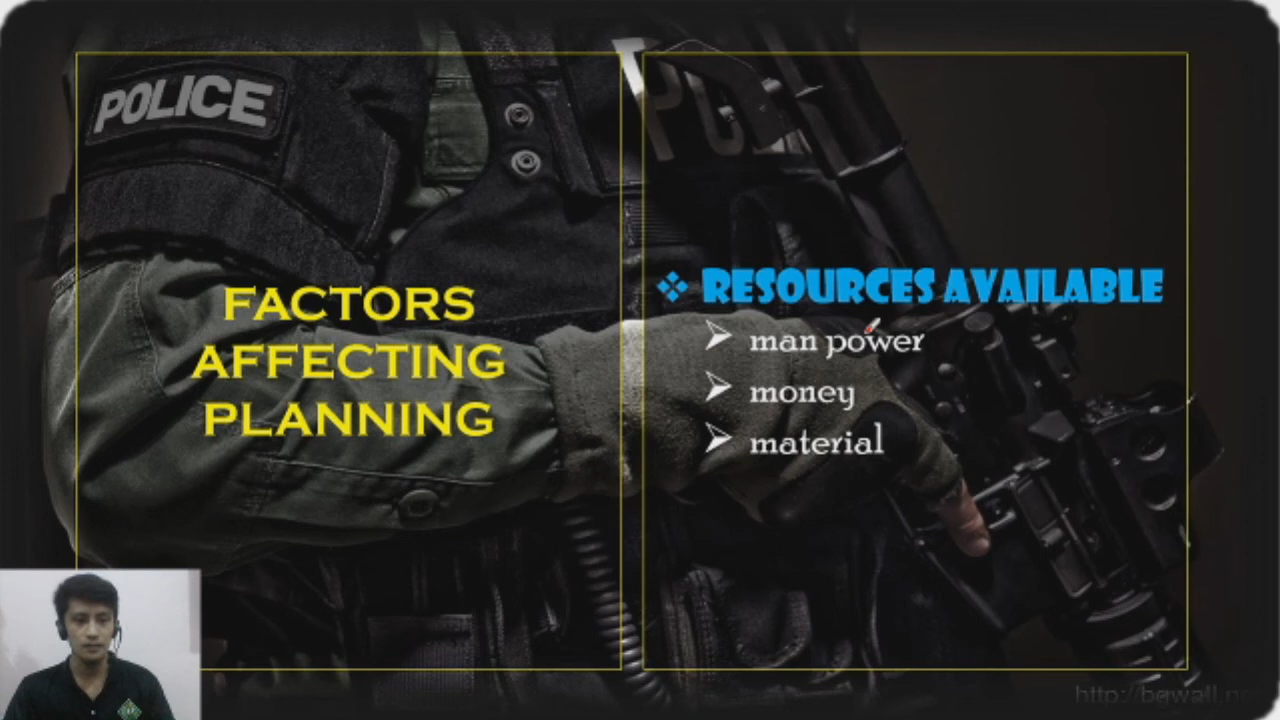 POLICE
FACTORS
AFFECTING
PLANNING
RESOURCES AVAILABLE
man power
money
material